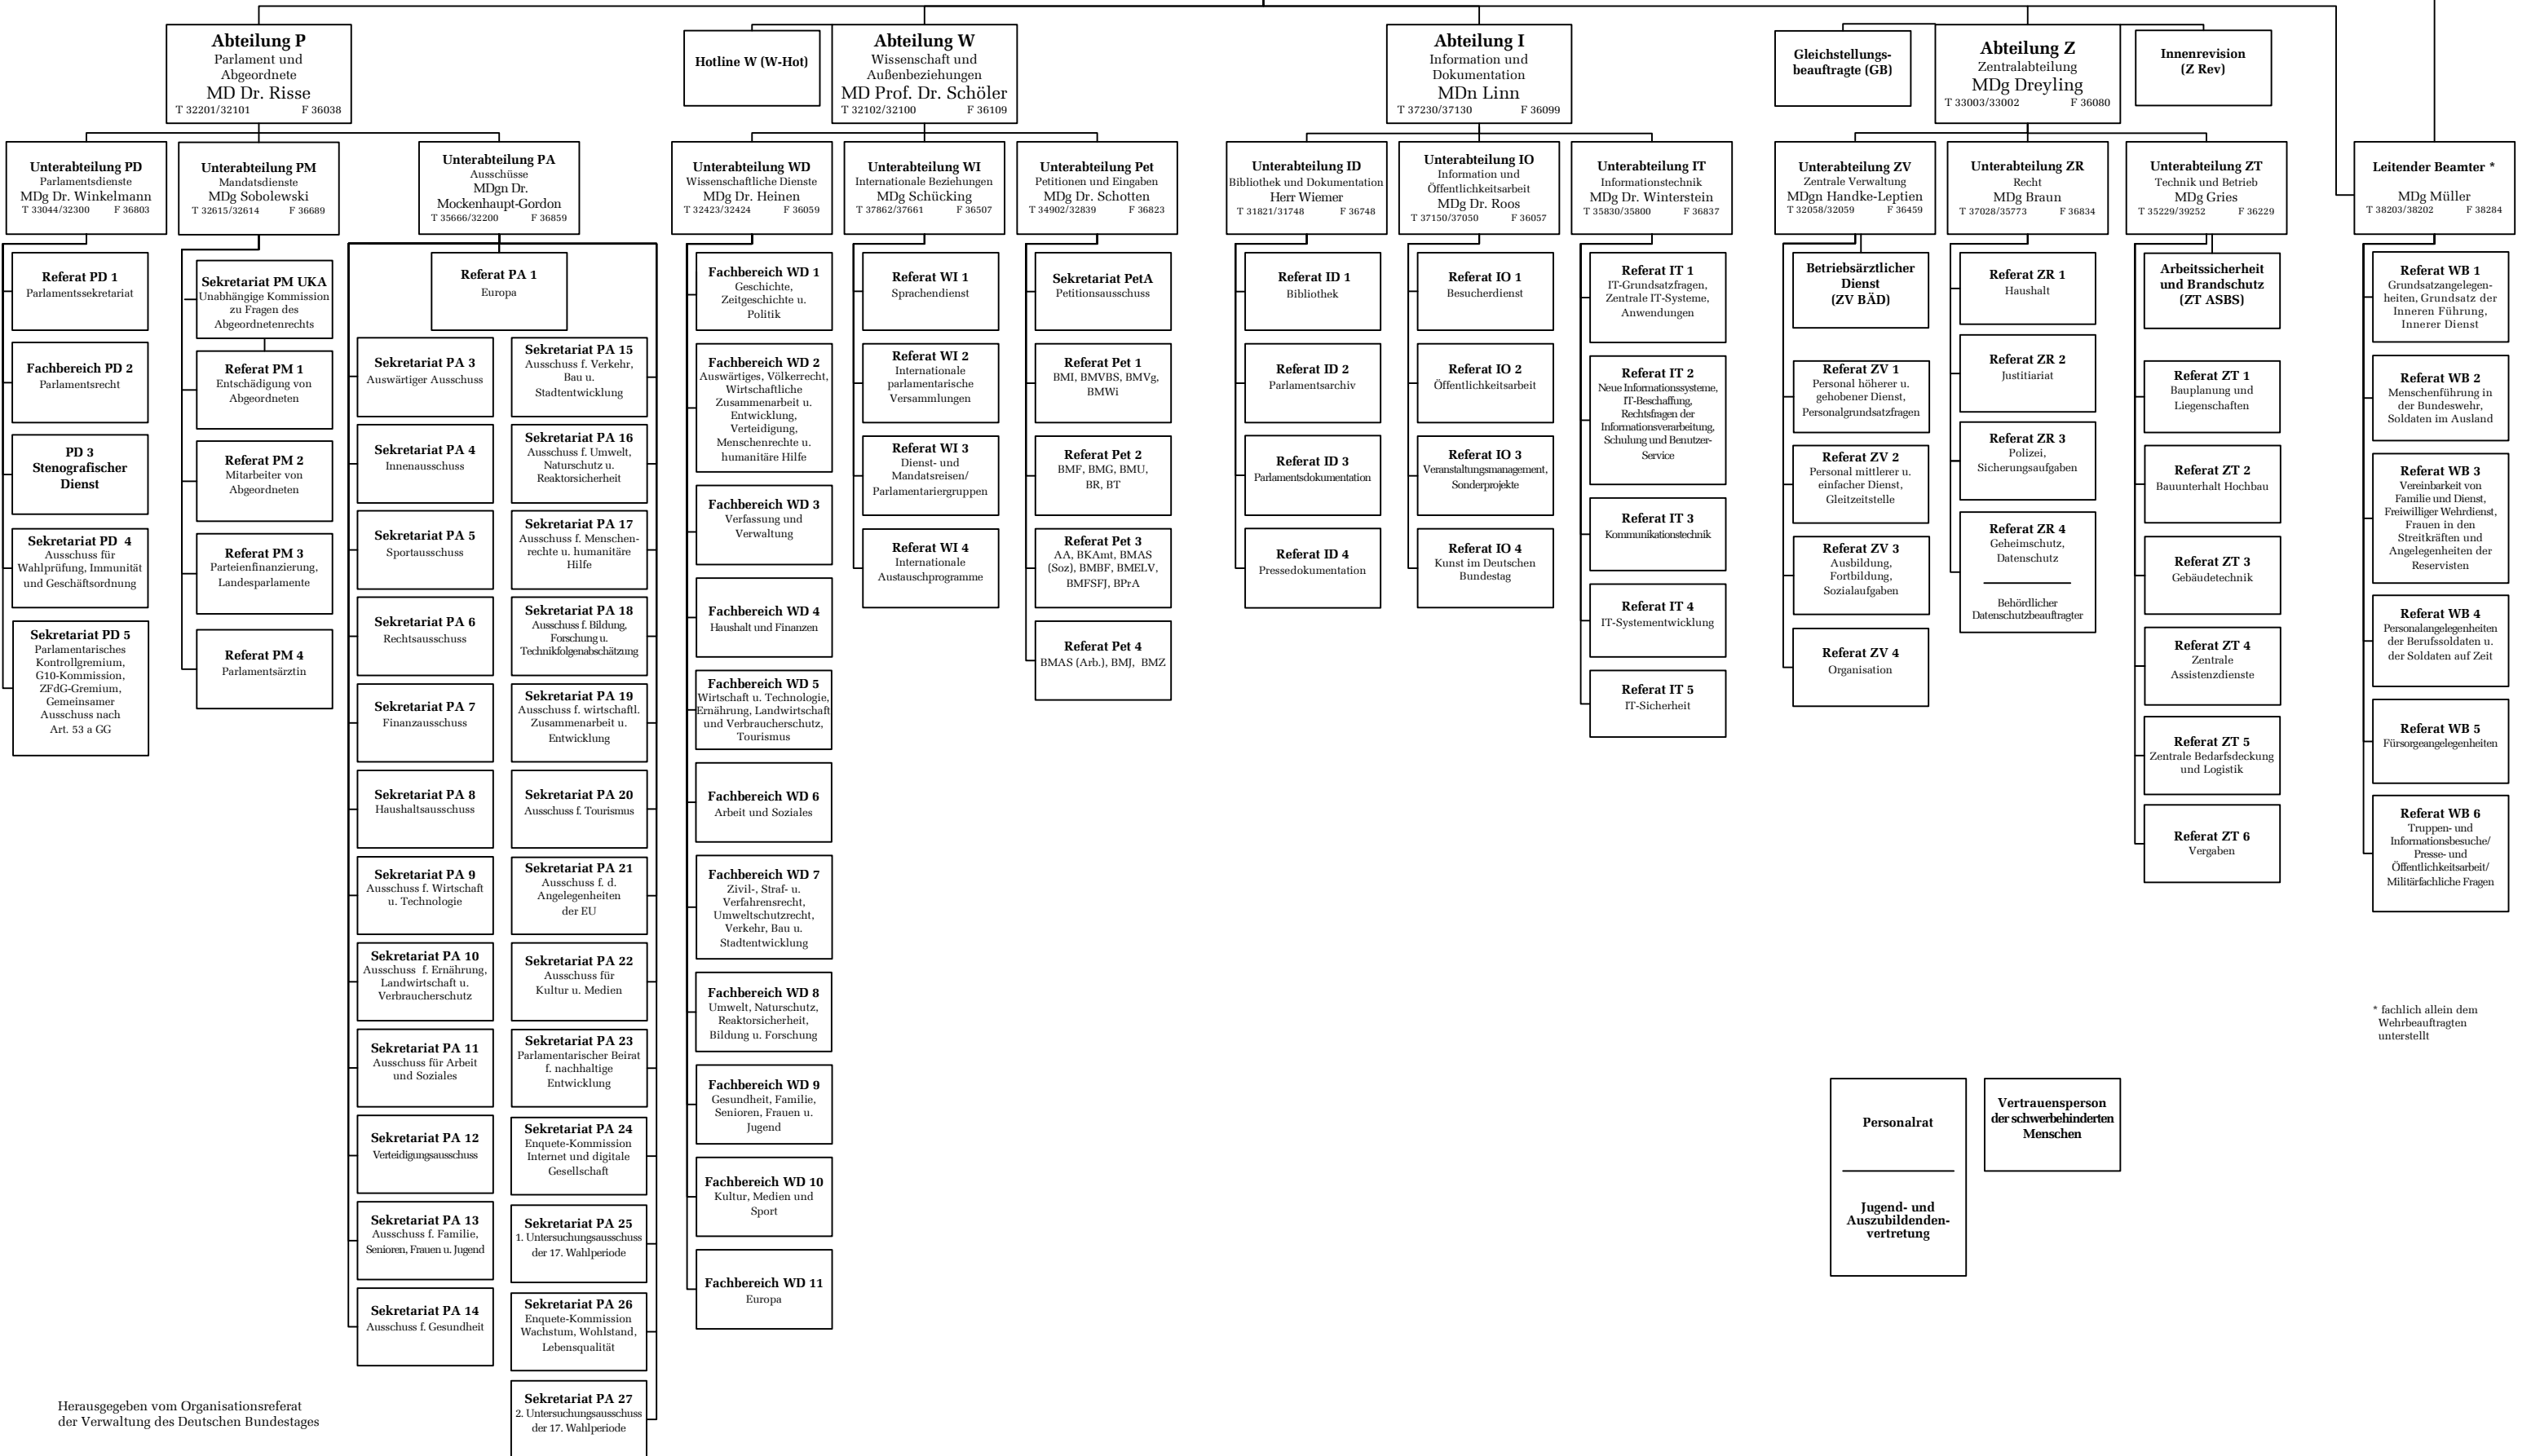 Abteilung P
Parlament und
Abgeordnete
MD Dr. Risse
T 32201/32101 F 36038
Hotline W (W-Hot)
Abteilung W
Wissenschaft und
Außenbeziehungen
MD Prof. Dr. Schöler
T 32102/32100 F 36109
Abteilung I
Information und
Dokumentation
MDn Linn
T 37230/37130 F 36099
Gleichstellungs-
beauftragte (GB)
Abteilung Z
Zentralabteilung
MDg Dreyling
T 33003/33002 F 36080
Innenrevision
(Z Rev)
Unterabteilung PD
Parlamentsdienste
MDg Dr. Winkelmann
T 33044/32300 F 36803
Unterabteilung PM
Mandatsdienste
MDg Sobolewski
T 32615/32614 F 36689
Unterabteilung PA
Ausschüsse
MDgn Dr.
Mockenhaupt-Gordon
T 35666/32200 F 36859
Unterabteilung WD
Wissenschaftliche Dienste
MDg Dr. Heinen
T 32423/32424 F 36059
Unterabteilung WI
Internationale Beziehungen
MDg Schücking
T 37862/37661 F 36507
Unterabteilung Pet
Petitionen und Eingaben
MDg Dr. Schotten
T 34902/32839 F 36823
Unterabteilung ID
Bibliothek und Dokumentation
Herr Wiemer
T 31821/31748 F 36748
Unterabteilung IO
Information und
Öffentlichkeitsarbeit
MDg Dr. Roos
T 37150/37050 F 36057
Unterabteilung IT
Informationstechnik
MDg Dr. Winterstein
T 35830/35800 F 36837
Unterabteilung ZV
Zentrale Verwaltung
MDgn Handke-Leptien
T 32058/32059 F 36459
Unterabteilung ZR
Recht
MDg Braun
T 37028/35773 F 36834
Unterabteilung ZT
Technik und Betrieb
MDg Gries
T 35229/39252 F 36229
Leitender Beamter *
MDg Müller
T 38203/38202 F 38284
Referat PD 1
Parlamentssekretariat
Fachbereich PD 2
Parlamentsrecht
PD 3
Stenografischer
Dienst
Sekretariat PD 4
Ausschuss für
Wahlprüfung, Immunität
und Geschäftsordnung
Sekretariat PD 5
Parlamentarisches
Kontrollgremium,
G10-Kommission,
ZFdG-Gremium,
Gemeinsamer
Ausschuss nach
Art. 53 a GG
Sekretariat PM UKA
Unabhängige Kommission
zu Fragen des
Abgeordnetenrechts
Referat PM 1
Entschädigung von
Abgeordneten
Referat PM 2
Mitarbeiter von
Abgeordneten
Referat PM 3
Parteienfinanzierung,
Landesparlamente
Referat PM 4
Parlamentsärztin
Referat PA 1
Europa
Sekretariat PA 3
Auswärtiger Ausschuss
Sekretariat PA 4
Innenausschuss
Sekretariat PA 5
Sportausschuss
Sekretariat PA 6
Rechtsausschuss
Sekretariat PA 7
Finanzausschuss
Sekretariat PA 8
Haushaltsausschuss
Sekretariat PA 9
Ausschuss f. Wirtschaft
u. Technologie
Sekretariat PA 10
Ausschuss f. Ernährung,
Landwirtschaft u.
Verbraucherschutz
Sekretariat PA 11
Ausschuss für Arbeit
und Soziales
Sekretariat PA 12
Verteidigungsausschuss
Sekretariat PA 13
Ausschuss f. Familie,
Senioren, Frauen u. Jugend
Sekretariat PA 14
Ausschuss f. Gesundheit
Sekretariat PA 15
Ausschuss f. Verkehr,
Bau u.
Stadtentwicklung
Sekretariat PA 16
Ausschuss f. Umwelt,
Naturschutz u.
Reaktorsicherheit
Sekretariat PA 17
Ausschuss f. Menschen-
rechte u. humanitäre
Hilfe
Sekretariat PA 18
Ausschuss f. Bildung,
Forschung u.
Technikfolgenabschätzung
Sekretariat PA 19
Ausschuss f. wirtschaftl.
Zusammenarbeit u.
Entwicklung
Sekretariat PA 20
Ausschuss f. Tourismus
Sekretariat PA 21
Ausschuss f. d.
Angelegenheiten
der EU
Sekretariat PA 22
Ausschuss für
Kultur u. Medien
Sekretariat PA 23
Parlamentarischer Beirat
f. nachhaltige
Entwicklung
Sekretariat PA 24
Enquete-Kommission
Internet und digitale
Gesellschaft
Sekretariat PA 25
1. Untersuchungsausschuss
der 17. Wahlperiode
Sekretariat PA 26
Enquete-Kommission
Wachstum, Wohlstand,
Lebensqualität
Sekretariat PA 27
2. Untersuchungsausschuss
der 17. Wahlperiode
Fachbereich WD 1
Geschichte,
Zeitgeschichte u.
Politik
Fachbereich WD 2
Auswärtiges, Völkerrecht,
Wirtschaftliche
Zusammenarbeit u.
Entwicklung,
Verteidigung,
Menschenrechte u.
humanitäre Hilfe
Fachbereich WD 3
Verfassung und
Verwaltung
Fachbereich WD 4
Haushalt und Finanzen
Fachbereich WD 5
Wirtschaft u. Technologie,
Ernährung, Landwirtschaft
und Verbraucherschutz,
Tourismus
Fachbereich WD 6
Arbeit und Soziales
Fachbereich WD 7
Zivil-, Straf- u.
Verfahrensrecht,
Umweltschutzrecht,
Verkehr, Bau u.
Stadtentwicklung
Fachbereich WD 8
Umwelt, Naturschutz,
Reaktorsicherheit,
Bildung u. Forschung
Fachbereich WD 9
Gesundheit, Familie,
Senioren, Frauen u.
Jugend
Fachbereich WD 10
Kultur, Medien und
Sport
Fachbereich WD 11
Europa
Referat WI 1
Sprachendienst
Referat WI 2
Internationale
parlamentarische
Versammlungen
Referat WI 3
Dienst- und
Mandatsreisen/
Parlamentariergruppen
Referat WI 4
Internationale
Austauschprogramme
Sekretariat PetA
Petitionsausschuss
Referat Pet 1
BMI, BMVBS, BMVg,
BMWi
Referat Pet 2
BMF, BMG, BMU,
BR, BT
Referat Pet 3
AA, BKAmt, BMAS
(Soz), BMBF, BMELV,
BMFSFJ, BPrA
Referat Pet 4
BMAS (Arb.), BMJ, BMZ
Referat ID 1
Bibliothek
Referat ID 2
Parlamentsarchiv
Referat ID 3
Parlamentsdokumentation
Referat ID 4
Pressedokumentation
Referat IO 1
Besucherdienst
Referat IO 2
Öffentlichkeitsarbeit
Referat IO 3
Veranstaltungsmanagement,
Sonderprojekte
Referat IO 4
Kunst im Deutschen
Bundestag
Referat IT 1
IT-Grundsatzfragen,
Zentrale IT-Systeme,
Anwendungen
Referat IT 2
Neue Informationssysteme,
IT-Beschaffung,
Rechtsfragen der
Informationsverarbeitung,
Schulung und Benutzer-
Service
Referat IT 3
Kommunikationstechnik
Referat IT 4
IT-Systementwicklung
Referat IT 5
IT-Sicherheit
Betriebsärztlicher
Dienst
(ZV BÄD)
Referat ZV 1
Personal höherer u.
gehobener Dienst,
Personalgrundsatzfragen
Referat ZV 2
Personal mittlerer u.
einfacher Dienst,
Gleitzeitstelle
Referat ZV 3
Ausbildung,
Fortbildung,
Sozialaufgaben
Referat ZV 4
Organisation
Referat ZR 1
Haushalt
Referat ZR 2
Justitiariat
Referat ZR 3
Polizei,
Sicherungsaufgaben
Referat ZR 4
Geheimschutz,
Datenschutz
Behördlicher
Datenschutzbeauftragter
Arbeitssicherheit
und Brandschutz
(ZT ASBS)
Referat ZT 1
Bauplanung und
Liegenschaften
Referat ZT 2
Bauunterhalt Hochbau
Referat ZT 3
Gebäudetechnik
Referat ZT 4
Zentrale
Assistenzdienste
Referat ZT 5
Zentrale Bedarfsdeckung
und Logistik
Referat ZT 6
Vergaben
Referat WB 1
Grundsatzangelegen-
heiten, Grundsatz der
Inneren Führung,
Innerer Dienst
Referat WB 2
Menschenführung in
der Bundeswehr,
Soldaten im Ausland
Referat WB 3
Vereinbarkeit von
Familie und Dienst,
Freiwilliger Wehrdienst,
Frauen in den
Streitkräften und
Angelegenheiten der
Reservisten
Referat WB 4
Personalangelegenheiten
der Berufssoldaten u.
der Soldaten auf Zeit
Referat WB 5
Fürsorgeangelegenheiten
Referat WB 6
Truppen- und
Informationsbesuche/
Presse- und
Öffentlichkeitsarbeit/
Militärfachliche Fragen
* fachlich allein dem
Wehrbeauftragten
unterstellt
Personalrat
Jugend- und
Auszubildenden-
vertretung
Vertrauensperson
der schwerbehinderten
Menschen
Herausgegeben vom Organisationsreferat
der Verwaltung des Deutschen Bundestages